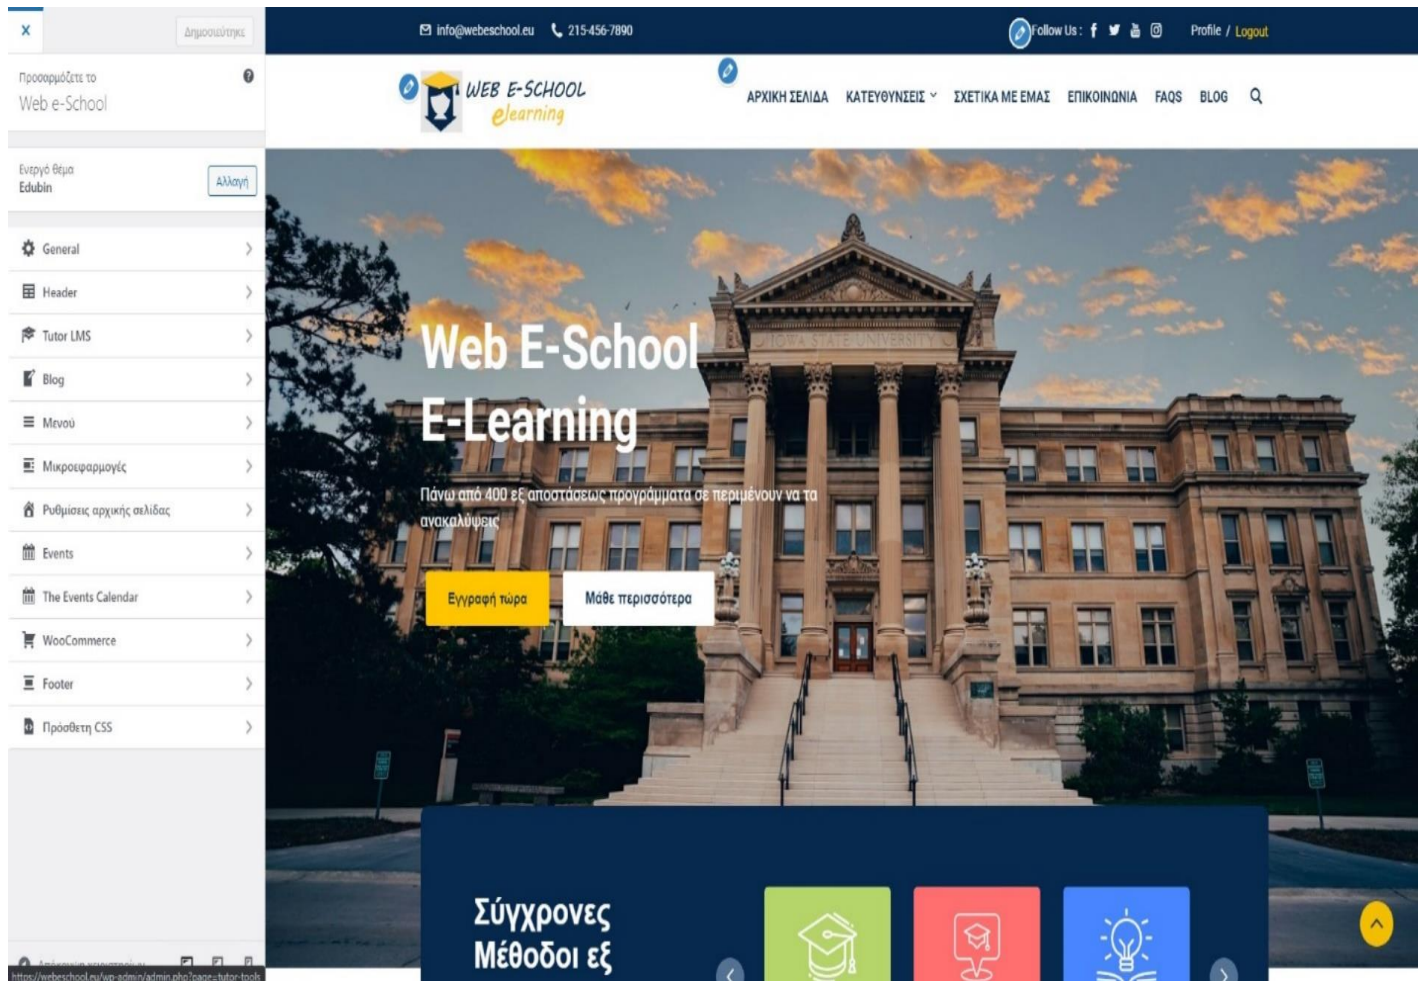 x
Δημοσιεύτηκε
Προσαρμόζετε το
Web e-School
Ενεργό θέμα
Edubin
Αλλαγή
General
Header
Tutor LMS
Blog
Μενού
Μικροεφαρμογές
Ρυθμίσεις αρχικής σελίδας
Events
The Events Calendar
WooCommerce
Footer
Πρόσθετη CSS
https://webeschool.eu/wp-admin/admin.php?page=tutor-tools
info@webeschool.eu 215-456-7890
Follow Us : Profile / Logout
WEB E-SCHOOL
elearning
ΑΡΧΙΚΗ ΣΕΛΙΔΑ ΚΑΤΕΥΘΥΝΣΕΙΣ ΣΧΕΤΙΚΑ ΜΕ ΕΜΑΣ ΕΠΙΚΟΙΝΩΝΙΑ FAQS BLOG
IOWA STATE UNIVERSITY
Web E-School
E-Learning
Πάνω από 400 εξ αποστάσεως προγράμματα σε περιμένουν να τα
ανακαλύψεις
Εγγραφή τώρα Μάθε περισσότερα
Σύγχρονες
Μέθοδοι εξ